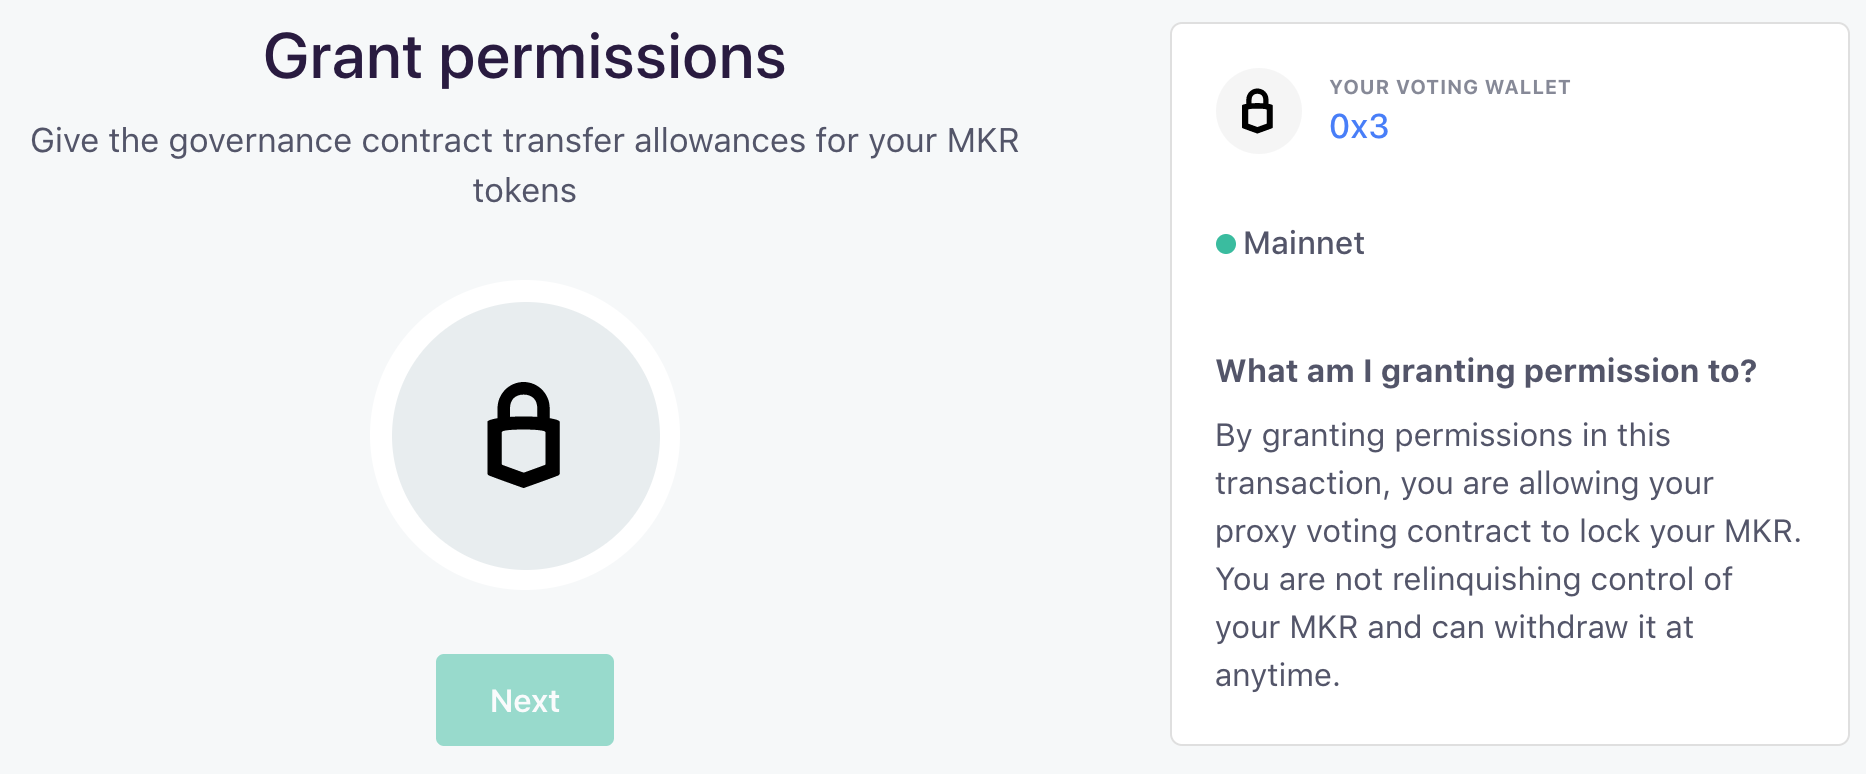 Grant permissions
Give the governance contract transfer allowances for your MKR
tokens
Next
YOUR VOTING WALLET
0x3
Mainnet
What am I granting permission to?
By granting permissions in this
transaction, you are allowing your
proxy voting contract to lock your MKR.
You are not relinquishing control of
your MKR and can withdraw it at
anytime.